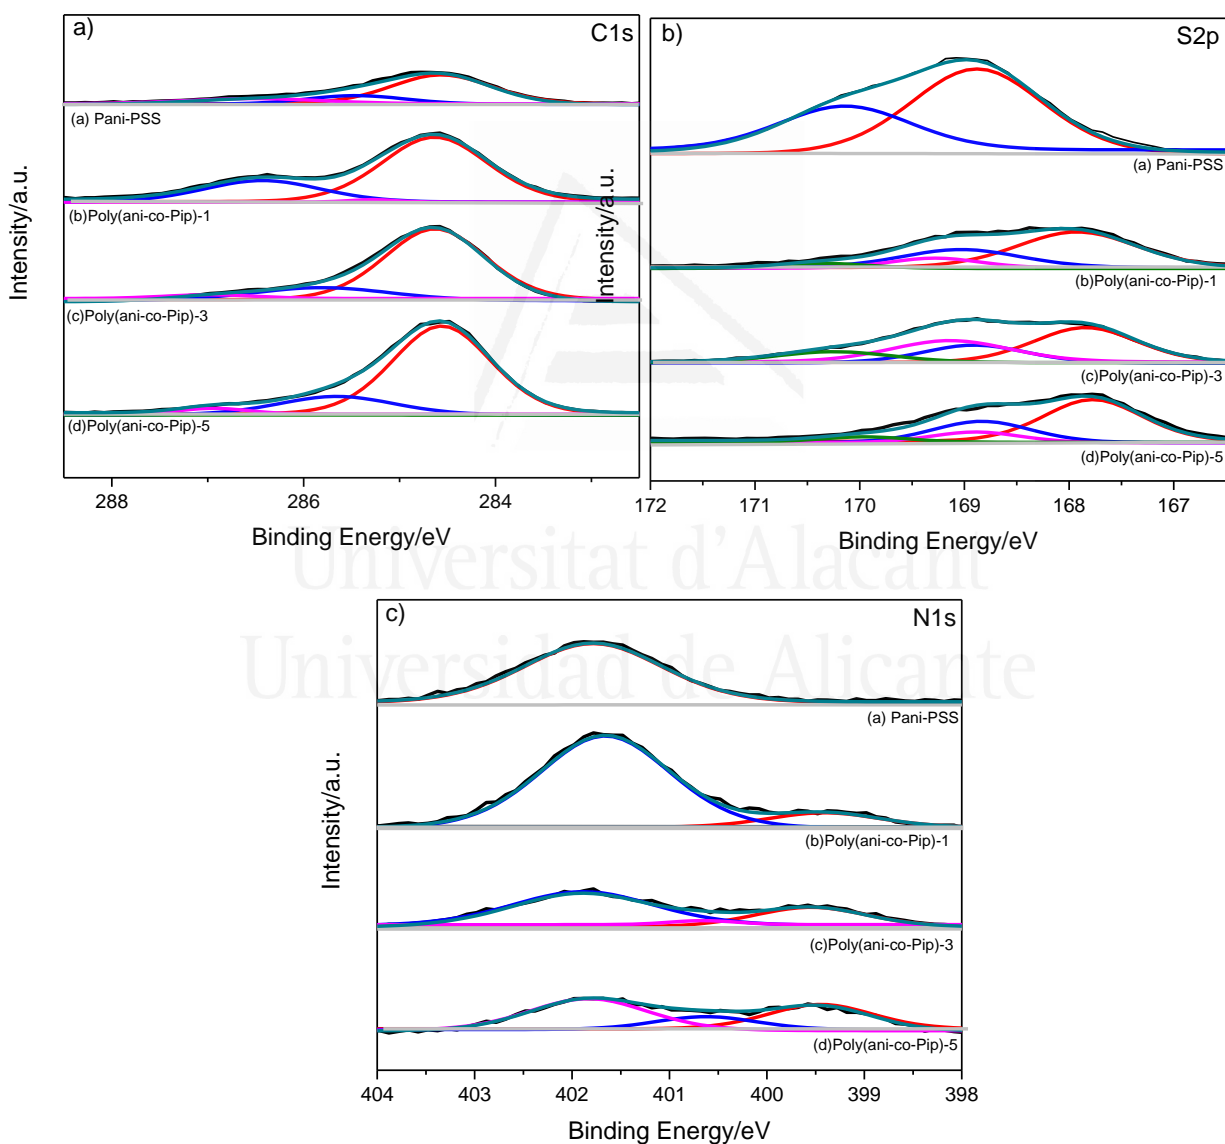 a)
C1s
(a) Pani-PSS
(b)Poly(ani-co-Pip)-1
(c)Poly(ani-co-Pip)-3
(d)Poly(ani-co-Pip)-5
Intensity/a.u.
288 286 284
Binding Energy/eV
b)
S2p
(a) Pani-PSS
(b)Poly(ani-co-Pip)-1
(c)Poly(ani-co-Pip)-3
(d)Poly(ani-co-Pip)-5
Intensity/a.u.
172 171 170 169 168 167
Binding Energy/eV
Universitat d'Alacant
Universidad de Alicante
c)
N1s
(a) Pani-PSS
(b)Poly(ani-co-Pip)-1
(c)Poly(ani-co-Pip)-3
(d)Poly(ani-co-Pip)-5
Intensity/a.u.
404 403 402 401 400 399 398
Binding Energy/eV